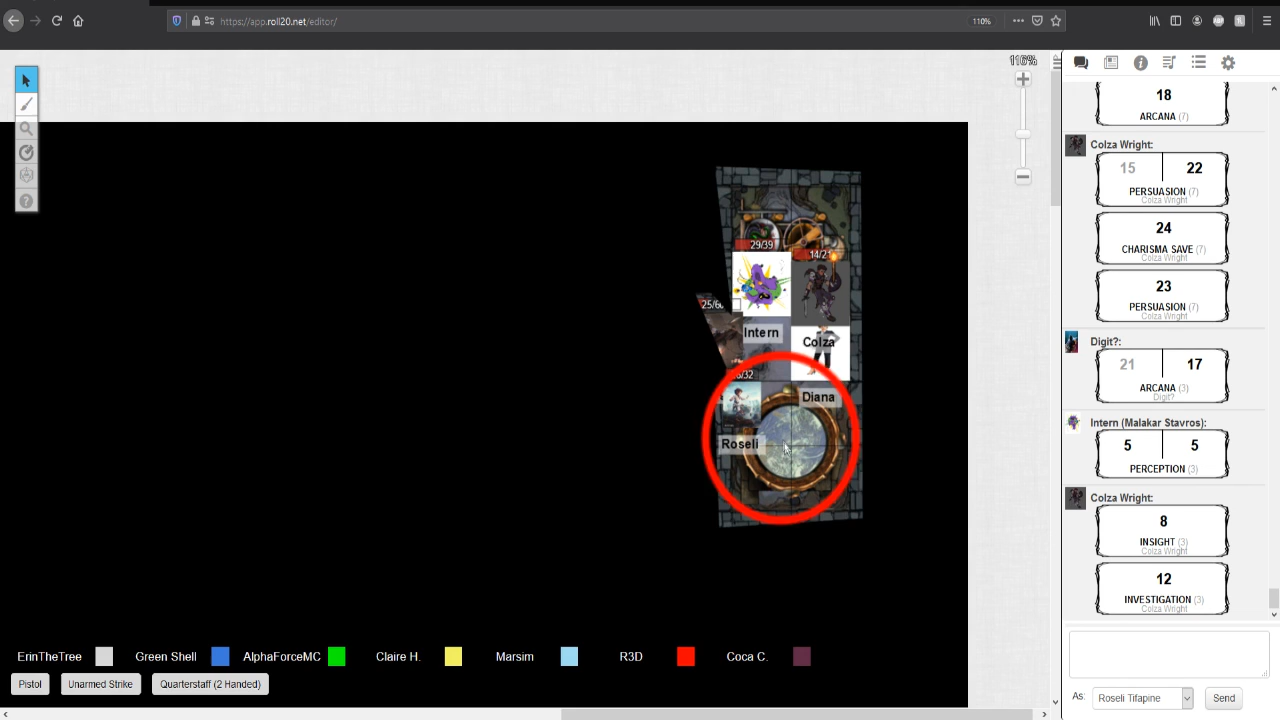 https://app.roll20.net/editor/
110%
116%
18
ARCANA (7)
Colza Wright:
15 22
PERSUASION (7)
Colza Wright
24
CHARISMA SAVE (7)
Colza Wright
23
PERSUASION (7)
Colza Wright
Digit?:
21 17
ARCANA (3)
Digit?
Intern (Malakar Stavros):
5 5
PERCEPTION (3)
Colza Wright:
8
INSIGHT (3)
Colza Wright
12
INVESTIGATION (3)
Colza Wright
29/39
14/21
Intern
Colza
Diana
Roseli
ErinTheTree
Green Shell
AlphaForceMC
Claire H.
Marsim
R3D
Coca C.
Pistol
Unarmed Strike
Quarterstaff (2 Handed)
As:
Roseli Tifapine
Send